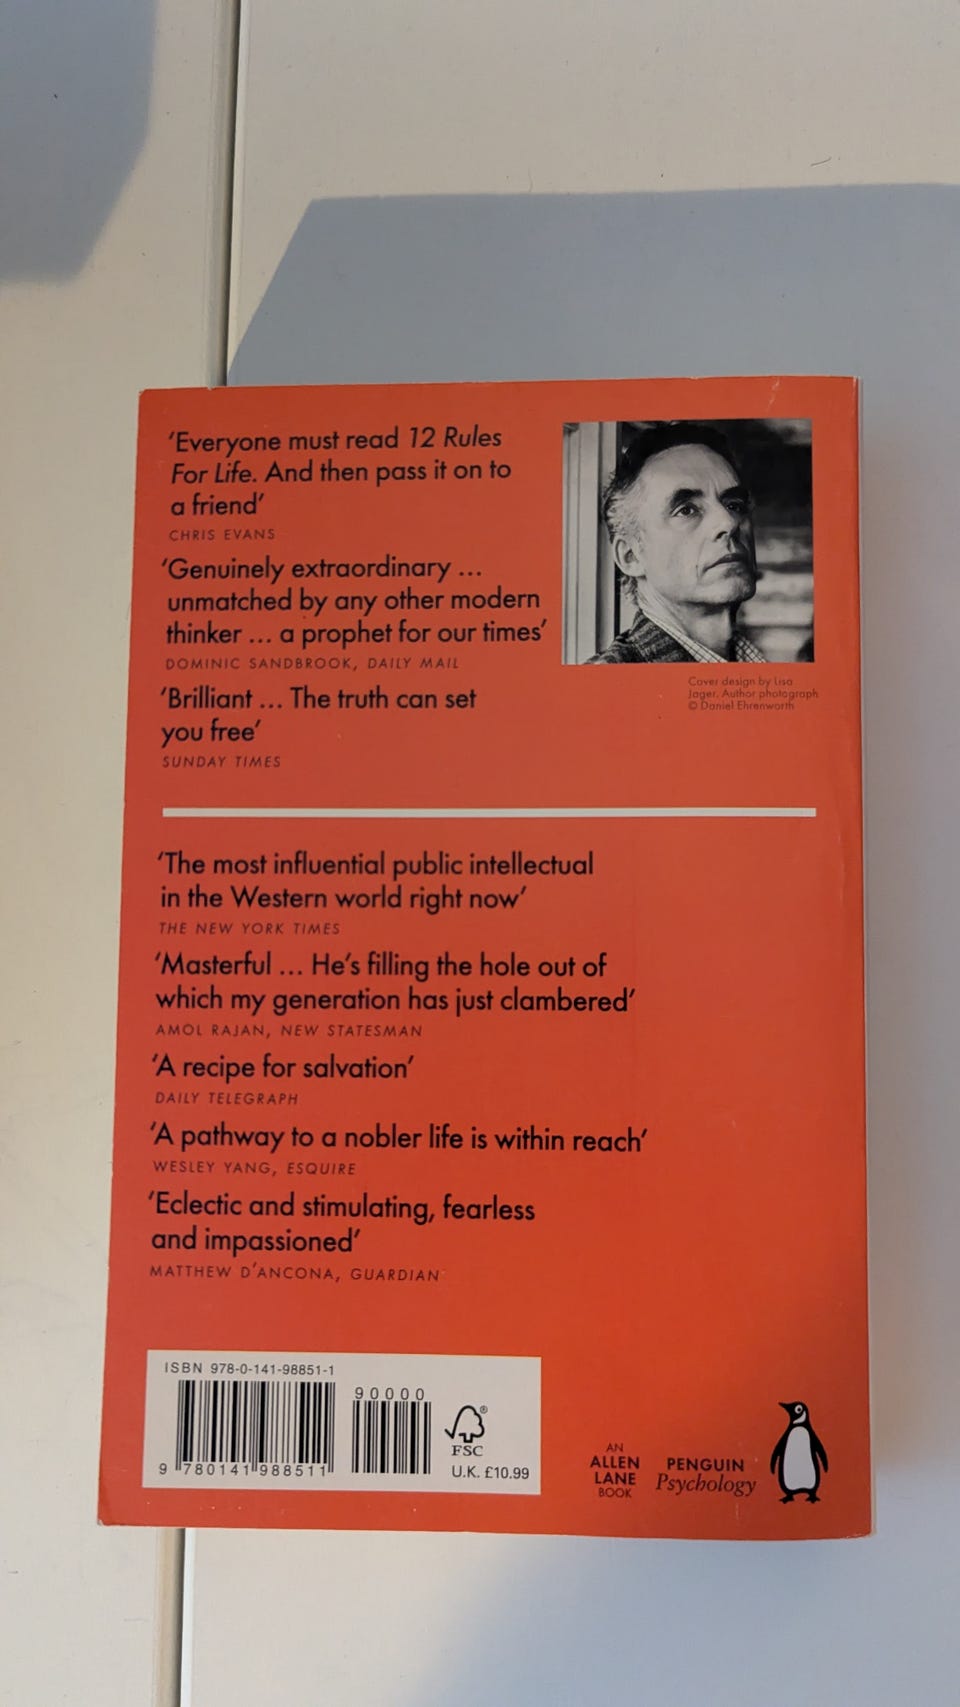 ‘Everyone must read 12 Rules
For Life. And then pass it on to
a friend’
CHRIS EVANS
‘Genuinely extraordinary ...
unmatched by any other modern
thinker ... a prophet for our times’
DOMINIC SANDBROOK, DAILY MAIL
‘Brilliant ... The truth can set
you free’
SUNDAY TIMES
Cover design by Lisa
Jager. Author photograph
© Daniel Ehrenworth
‘The most influential public intellectual
in the Western world right now’
THE NEW YORK TIMES
‘Masterful ... He’s filling the hole out of
which my generation has just clambered’
AMOL RAJAN, NEW STATESMAN
‘A recipe for salvation’
DAILY TELEGRAPH
‘A pathway to a nobler life is within reach’
WESLEY YANG, ESQUIRE
‘Eclectic and stimulating, fearless
and impassioned’
MATTHEW D’ANCONA, GUARDIAN
ISBN 978-0-141-98851-1
90000
9 780141 988511
FSC
®
U.K. £10.99
AN
ALLEN
LANE
BOOK
PENGUIN
Psychology